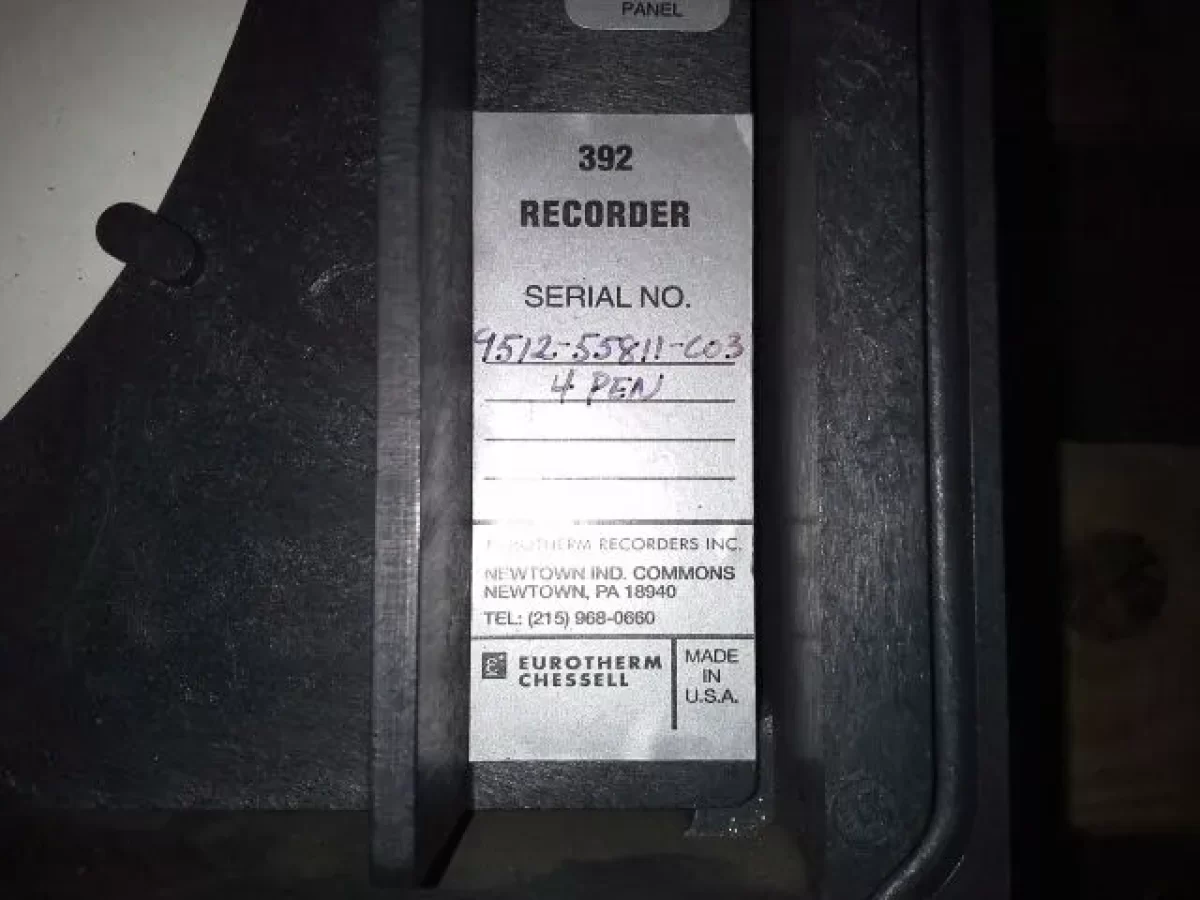 PANEL
392
RECORDER
SERIAL NO.
9512-55811-C03
4 PEN
EUROTHERM RECORDERS INC.
NEWTOWN IND. COMMONS
NEWTOWN, PA 18940
TEL: (215) 968-0660
EUROTHERM
CHESSELL
MADE
IN
U.S.A.